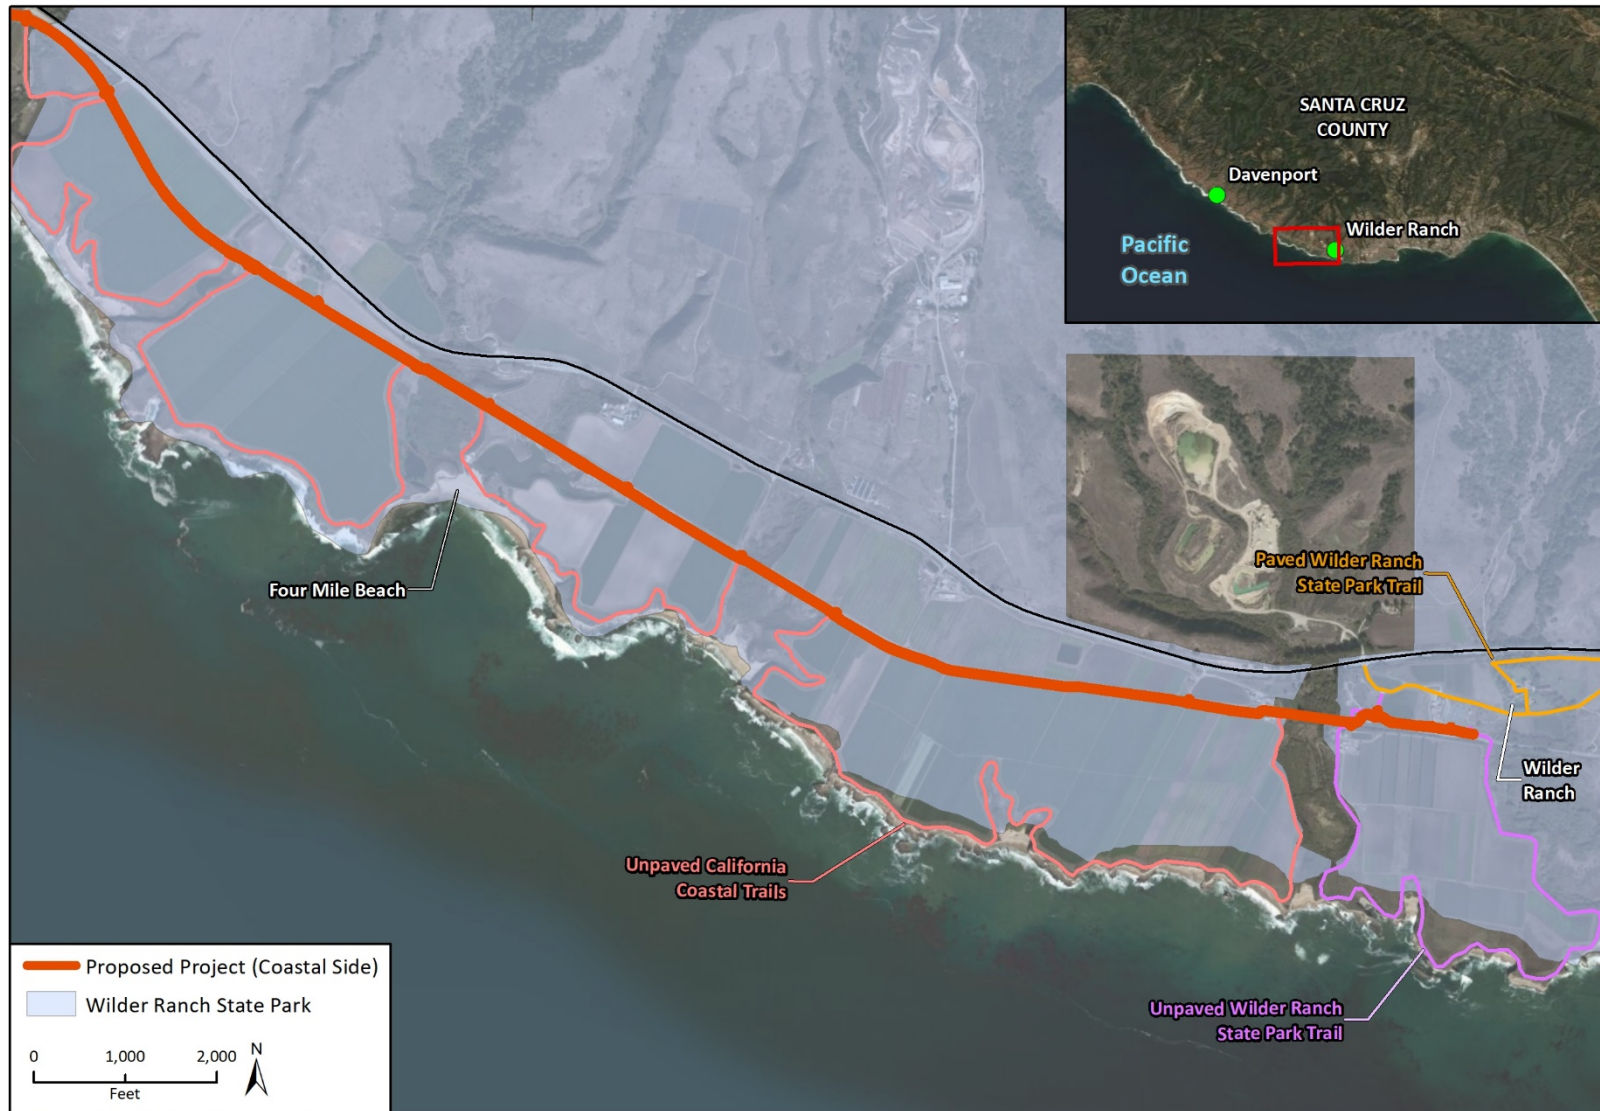 SANTA CRUZ
COUNTY
Davenport
Wilder Ranch
Pacific
Ocean
Paved Wilder Ranch
State Park Trail
Four Mile Beach
Wilder
Ranch
Unpaved California
Coastal Trails
Unpaved Wilder Ranch
State Park Trail
Proposed Project (Coastal Side)
Wilder Ranch State Park
0 1,000 2,000 N
Feet